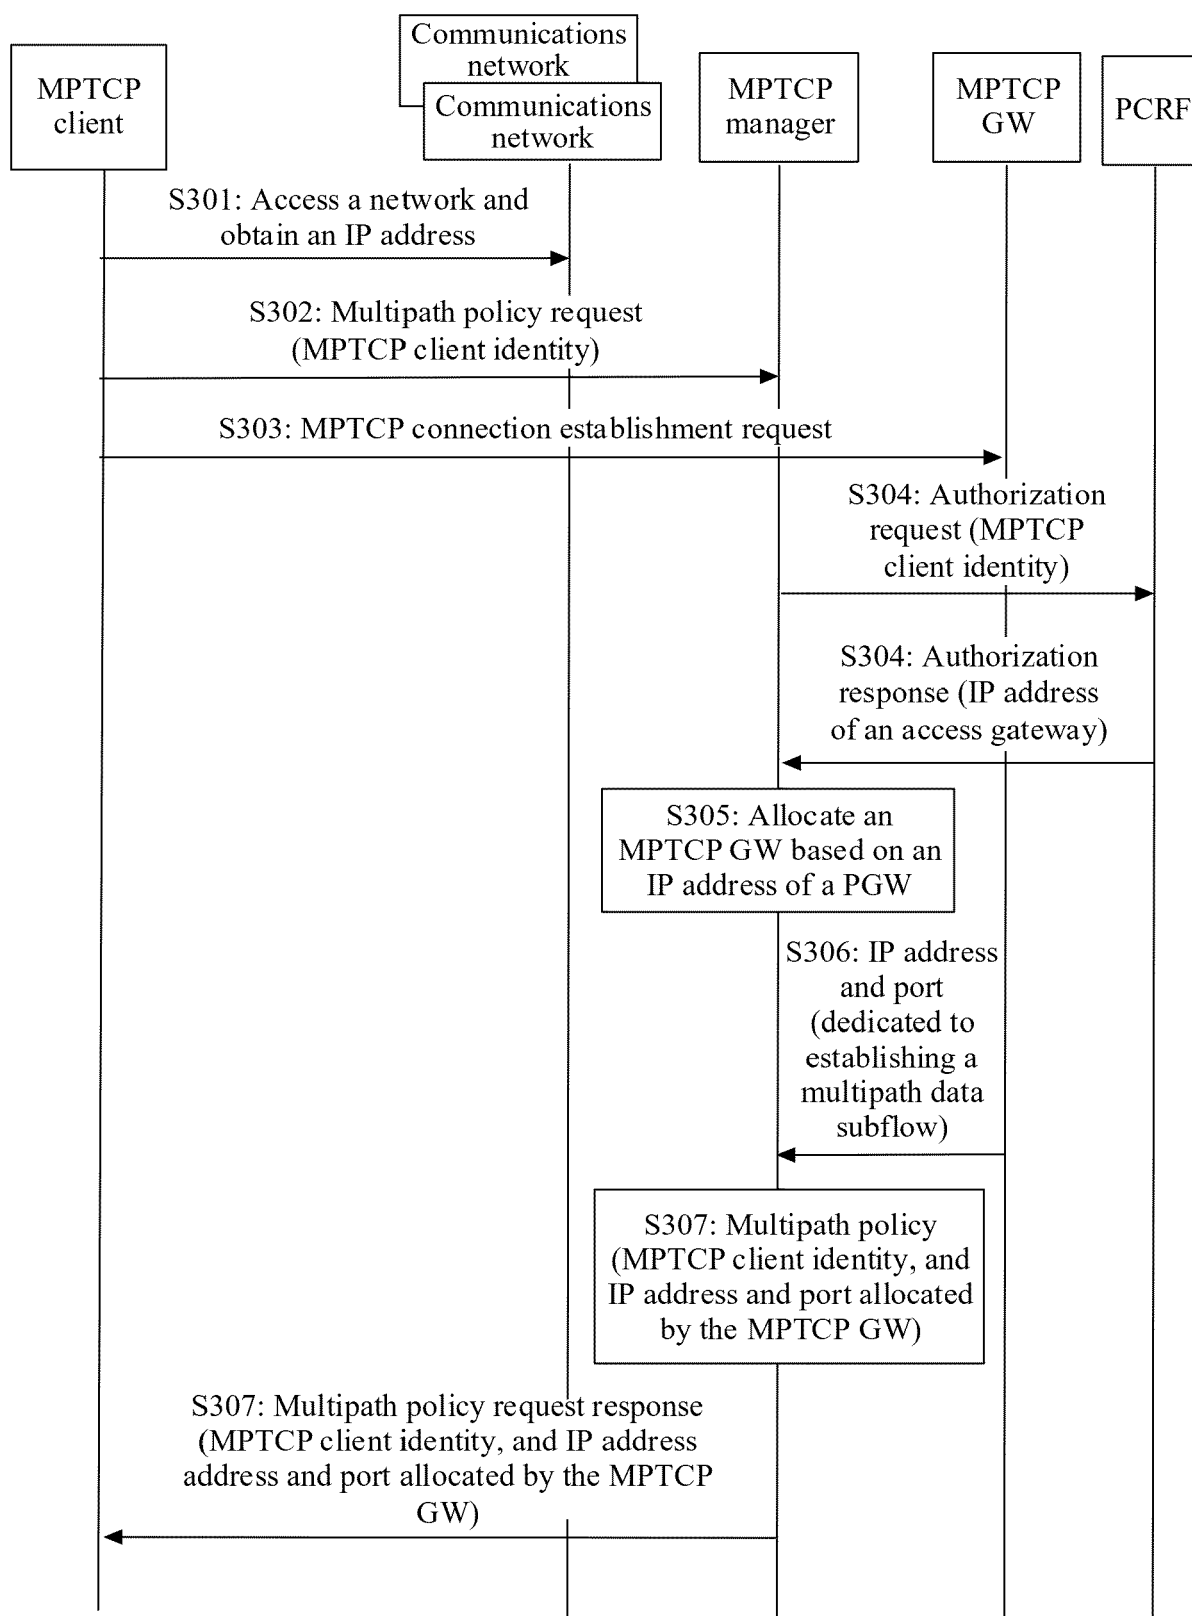 Communications
network
Communications
network
MPTCP
client
MPTCP
manager
MPTCP
GW
PCRF
S301: Access a network and
obtain an IP address
S302: Multipath policy request
(MPTCP client identity)
S303: MPTCP connection establishment request
S304: Authorization
request (MPTCP
client identity)
S304: Authorization
response (IP address
of an access gateway)
S305: Allocate an
MPTCP GW based on an
IP address of a PGW
S306: IP address
and port
(dedicated to
establishing a
multipath data
subflow)
S307: Multipath policy
(MPTCP client identity, and
IP address and port allocated
by the MPTCP GW)
S307: Multipath policy request response
(MPTCP client identity, and IP address
address and port allocated by the MPTCP
GW)